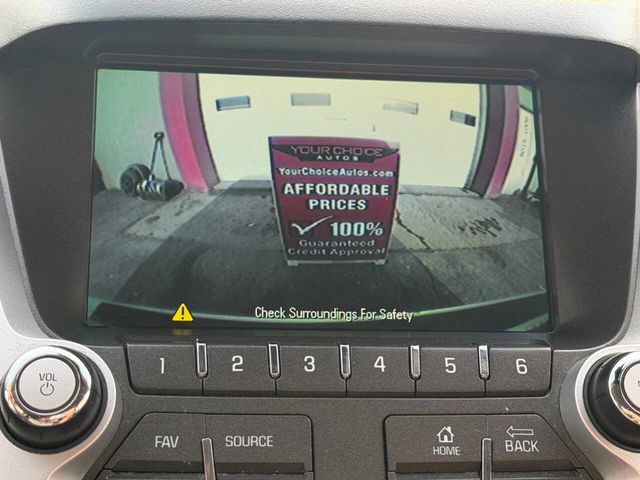 YOUR CHOICE
AUTOS
YourChoiceAutos.com
AFFORDABLE
PRICES
100%
Guaranteed
Credit Approval
Check Surroundings For Safety
1 2 3 4 5 6
VOL
FAV SOURCE HOME BACK